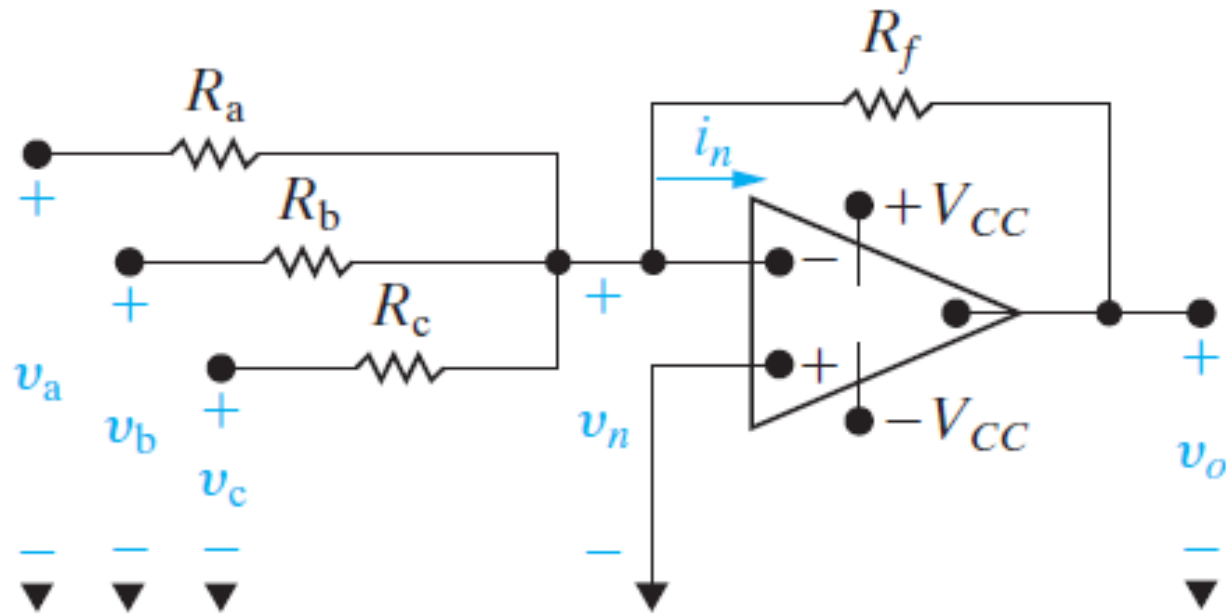 R_f
R_a
i_n
+ R_b + V_CC
+ R_c + −
+ +
v_a v_b v_c v_n − V_CC v_o
− − − − −